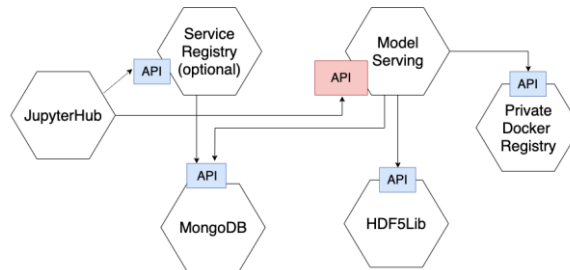 Service
Registry
(optional)
API
Model
Serving
API
JupyterHub
API
Private
Docker
Registry
API
MongoDB
API
HDF5Lib